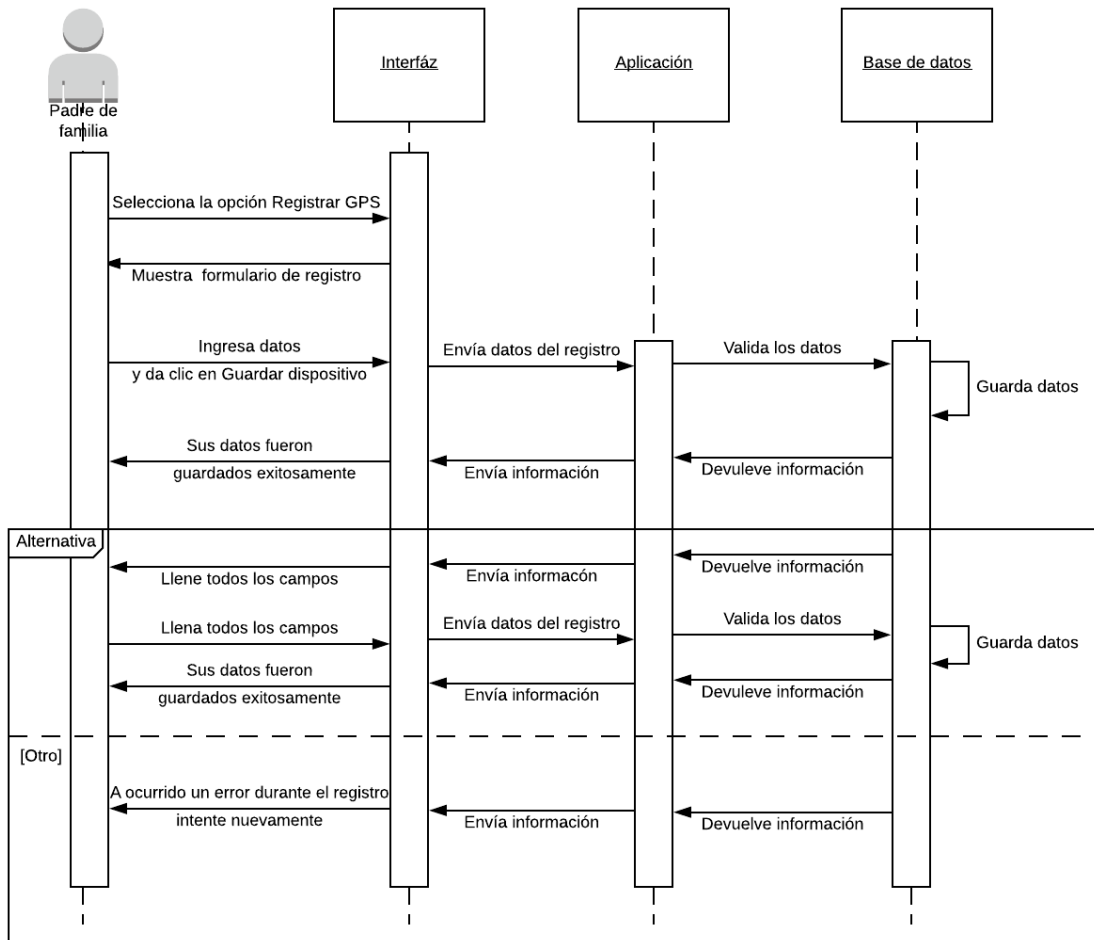 Padre de
familia
Interfáz
Aplicación
Base de datos
Selecciona la opción Registrar GPS
Muestra formulario de registro
Ingresa datos
y da clic en Guardar dispositivo
Envía datos del registro
Valida los datos
Guarda datos
Sus datos fueron
guardados exitosamente
Envía información
Devuleve información
Alternativa
Llene todos los campos
Envía informacón
Devuelve información
Llena todos los campos
Envía datos del registro
Valida los datos
Guarda datos
Sus datos fueron
guardados exitosamente
Envía información
Devuleve información
[Otro]
A ocurrido un error durante el registro
intente nuevamente
Envía información
Devuelve información